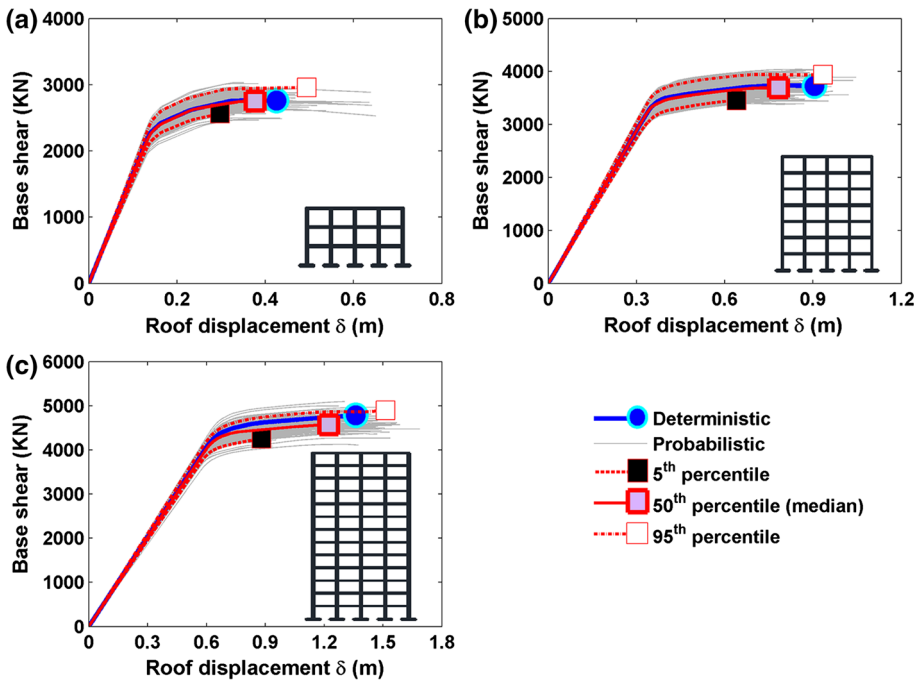 (a)
4000
3000
2000
1000
0
Base shear (KN)
0 0.2 0.4 0.6 0.8
Roof displacement δ (m)
(b)
5000
4000
3000
2000
1000
0
Base shear (KN)
0 0.3 0.6 0.9 1.2
Roof displacement δ (m)
(c)
6000
5000
4000
3000
2000
1000
0
Base shear (KN)
0 0.3 0.6 0.9 1.2 1.5 1.8
Roof displacement δ (m)
Deterministic
Probabilistic
5th percentile
50th percentile (median)
95th percentile